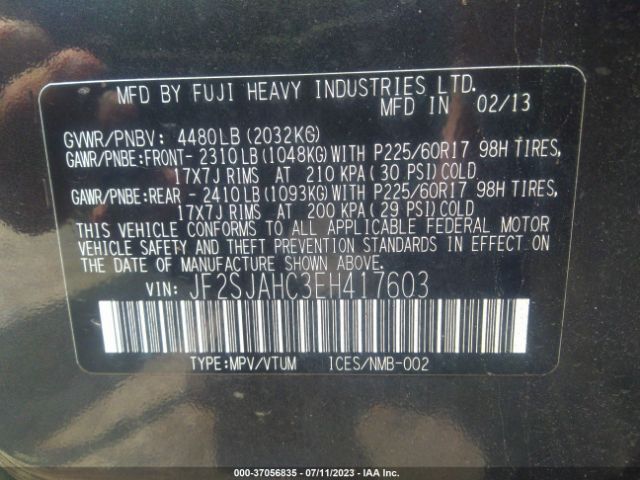 MFD BY FUJI HEAVY INDUSTRIES LTD.
MFD IN 02/13
GVWR/PNBV: 4480LB (2032KG)
GAWR/PNBE:FRONT- 2310LB(1048KG)WITH P225/60R17 98H TIRES,
17X7J RIMS AT 210 KPA(30 PSI)COLD
GAWR/PNBE:REAR - 2410LB(1093KG)WITH P225/60R17 98H TIRES,
17X7J RIMS AT 200 KPA(29 PSI)COLD
THIS VEHICLE CONFORMS TO ALL APPLICABLE FEDERAL MOTOR
VEHICLE SAFETY AND THEFT PREVENTION STANDARDS IN EFFECT ON
THE DATE OF MANUFACTURE SHOWN ABOVE.
VIN: JF2SJAHC3EH417603
TYPE:MPV/VTUM ICES/NMB-002
000-37056835 - 07/11/2023 - IAA Inc.